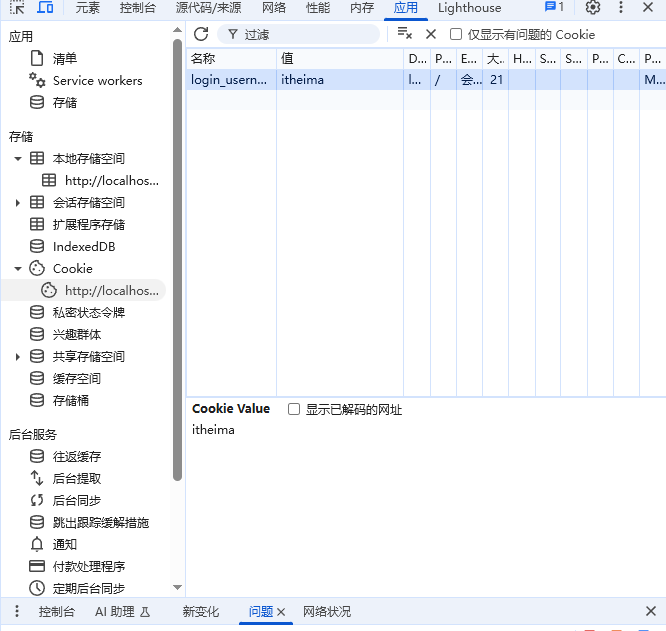 元素 控制台 源代码/来源 网络 性能 内存 应用 Lighthouse 1
应用
清单
Service workers
存储
存储
本地存储空间
http://localhos...
会话存储空间
扩展程序存储
IndexedDB
Cookie
http://localhos...
私密状态令牌
兴趣群体
共享存储空间
缓存空间
存储桶
后台服务
往返缓存
后台提取
后台同步
跳出跟踪缓解措施
通知
付款处理程序
定期后台同步
过滤 仅显示有问题的 Cookie
名称 值 D... P... E... 大... H... S... S... P... C... P...
login_usern... itheima l... / 会... 21 M...
Cookie Value 显示已解码的网址
itheima
控制台 AI 助理 新变化 问题 网络状况